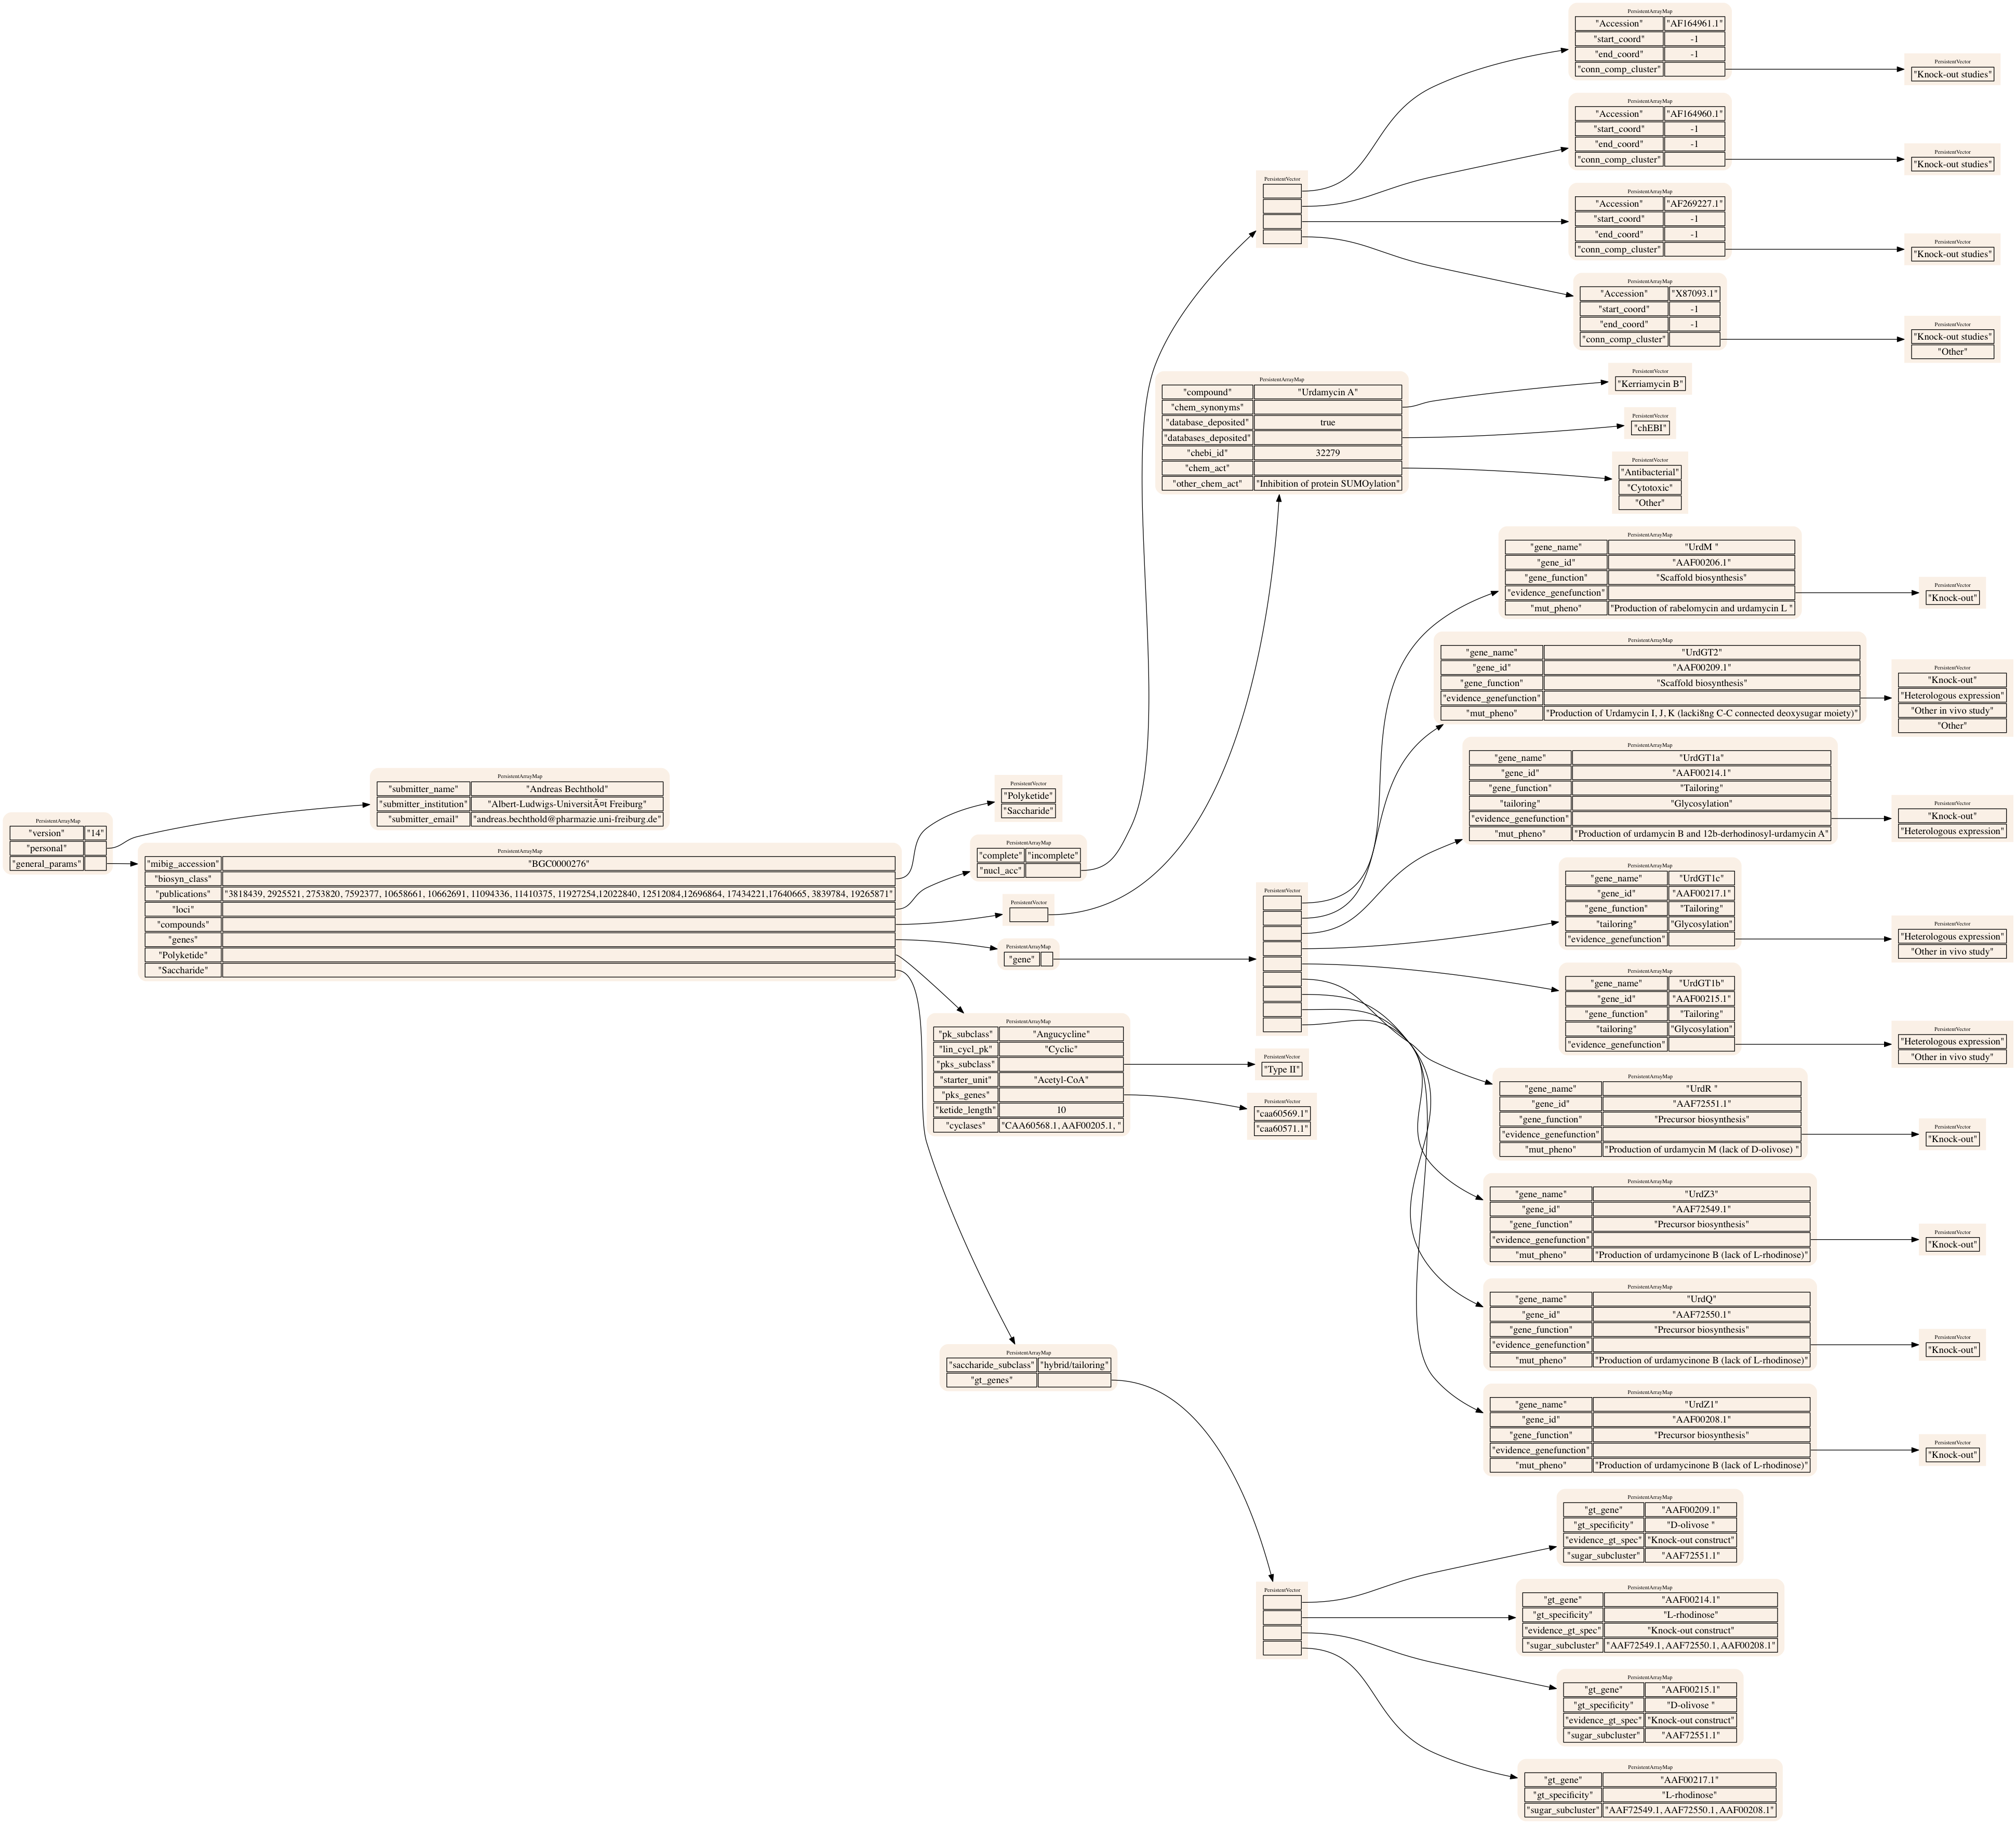 PersistentArrayMap
"version" "14"
"personal"
"general_params"
PersistentArrayMap
"submitter_name" "Andreas Bechthold"
"submitter_institution" "Albert-Ludwigs-UniversitÃ¤t Freiburg"
"submitter_email" "andreas.bechthold@pharmazie.uni-freiburg.de"
PersistentArrayMap
"mibig_accession" "BGC0000276"
"biosyn_class"
"publications" "3818439, 2925521, 2753820, 7592377, 10658661, 10662691, 11094336, 11410375, 11927254,12022840, 12512084,12696864, 17434221,17640665, 3839784, 19265871"
"loci"
"compounds"
"genes"
"Polyketide"
"Saccharide"
PersistentVector
"Polyketide"
"Saccharide"
PersistentArrayMap
"complete" "incomplete"
"nucl_acc"
PersistentVector
PersistentArrayMap
"gene"
PersistentArrayMap
"pk_subclass" "Angucycline"
"lin_cycl_pk" "Cyclic"
"pks_subclass"
"starter_unit" "Acetyl-CoA"
"pks_genes"
"ketide_length" 10
"cyclases" "CAA60568.1, AAF00205.1, "
PersistentArrayMap
"saccharide_subclass" "hybrid/tailoring"
"gt_genes"
PersistentVector
PersistentArrayMap
"compound" "Urdamycin A"
"chem_synonyms"
"database_deposited" true
"databases_deposited"
"chebi_id" 32279
"chem_act"
"other_chem_act" "Inhibition of protein SUMOylation"
PersistentVector
PersistentVector
"Type II"
PersistentVector
"caa60569.1"
"caa60571.1"
PersistentVector
PersistentArrayMap
"Accession" "AF164961.1"
"start_coord" -1
"end_coord" -1
"conn_comp_cluster"
PersistentVector
"Knock-out studies"
PersistentArrayMap
"Accession" "AF164960.1"
"start_coord" -1
"end_coord" -1
"conn_comp_cluster"
PersistentVector
"Knock-out studies"
PersistentArrayMap
"Accession" "AF269227.1"
"start_coord" -1
"end_coord" -1
"conn_comp_cluster"
PersistentVector
"Knock-out studies"
PersistentArrayMap
"Accession" "X87093.1"
"start_coord" -1
"end_coord" -1
"conn_comp_cluster"
PersistentVector
"Knock-out studies"
"Other"
PersistentVector
"Kerriamycin B"
PersistentVector
"chEBI"
PersistentVector
"Antibacterial"
"Cytotoxic"
"Other"
PersistentArrayMap
"gene_name" "UrdM "
"gene_id" "AAF00206.1"
"gene_function" "Scaffold biosynthesis"
"evidence_genefunction"
"mut_pheno" "Production of rabelomycin and urdamycin L "
PersistentVector
"Knock-out"
PersistentArrayMap
"gene_name" "UrdGT2"
"gene_id" "AAF00209.1"
"gene_function" "Scaffold biosynthesis"
"evidence_genefunction"
"mut_pheno" "Production of Urdamycin I, J, K (lacki8ng C-C connected deoxysugar moiety)"
PersistentVector
"Knock-out"
"Heterologous expression"
"Other in vivo study"
"Other"
PersistentArrayMap
"gene_name" "UrdGT1a"
"gene_id" "AAF00214.1"
"gene_function" "Tailoring"
"tailoring" "Glycosylation"
"evidence_genefunction"
"mut_pheno" "Production of urdamycin B and 12b-derhodinosyl-urdamycin A"
PersistentVector
"Knock-out"
"Heterologous expression"
PersistentArrayMap
"gene_name" "UrdGT1c"
"gene_id" "AAF00217.1"
"gene_function" "Tailoring"
"tailoring" "Glycosylation"
"evidence_genefunction"
PersistentVector
"Heterologous expression"
"Other in vivo study"
PersistentArrayMap
"gene_name" "UrdGT1b"
"gene_id" "AAF00215.1"
"gene_function" "Tailoring"
"tailoring" "Glycosylation"
"evidence_genefunction"
PersistentVector
"Heterologous expression"
"Other in vivo study"
PersistentArrayMap
"gene_name" "UrdR "
"gene_id" "AAF72551.1"
"gene_function" "Precursor biosynthesis"
"evidence_genefunction"
"mut_pheno" "Production of urdamycin M (lack of D-olivose) "
PersistentVector
"Knock-out"
PersistentArrayMap
"gene_name" "UrdZ3"
"gene_id" "AAF72549.1"
"gene_function" "Precursor biosynthesis"
"evidence_genefunction"
"mut_pheno" "Production of urdamycinone B (lack of L-rhodinose)"
PersistentVector
"Knock-out"
PersistentArrayMap
"gene_name" "UrdQ"
"gene_id" "AAF72550.1"
"gene_function" "Precursor biosynthesis"
"evidence_genefunction"
"mut_pheno" "Production of urdamycinone B (lack of L-rhodinose)"
PersistentVector
"Knock-out"
PersistentArrayMap
"gene_name" "UrdZ1"
"gene_id" "AAF00208.1"
"gene_function" "Precursor biosynthesis"
"evidence_genefunction"
"mut_pheno" "Production of urdamycinone B (lack of L-rhodinose)"
PersistentVector
"Knock-out"
PersistentArrayMap
"gt_gene" "AAF00209.1"
"gt_specificity" "D-olivose "
"evidence_gt_spec" "Knock-out construct"
"sugar_subcluster" "AAF72551.1"
PersistentArrayMap
"gt_gene" "AAF00214.1"
"gt_specificity" "L-rhodinose"
"evidence_gt_spec" "Knock-out construct"
"sugar_subcluster" "AAF72549.1, AAF72550.1, AAF00208.1"
PersistentArrayMap
"gt_gene" "AAF00215.1"
"gt_specificity" "D-olivose "
"evidence_gt_spec" "Knock-out construct"
"sugar_subcluster" "AAF72551.1"
PersistentArrayMap
"gt_gene" "AAF00217.1"
"gt_specificity" "L-rhodinose"
"sugar_subcluster" "AAF72549.1, AAF72550.1, AAF00208.1"